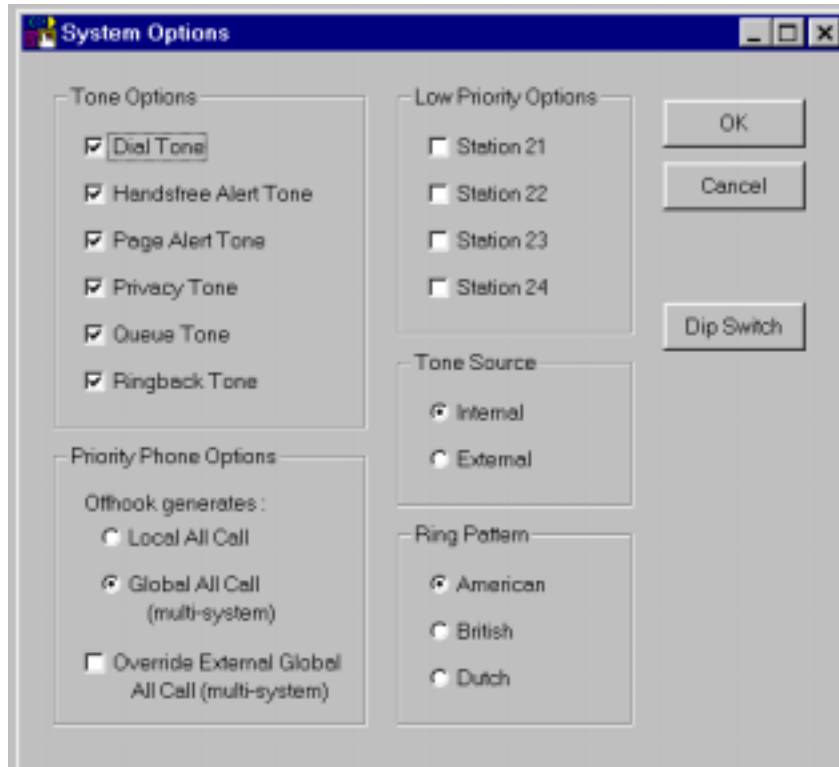 System Options
Tone Options
Dial Tone
Handsfree Alert Tone
Page Alert Tone
Privacy Tone
Queue Tone
Ringback Tone
Priority Phone Options
Offhook generates :
Local All Call
Global All Call
(multi-system)
Override External Global
All Call (multi-system)
Low Priority Options
Station 21
Station 22
Station 23
Station 24
Tone Source
Internal
External
Ring Pattern
American
British
Dutch
OK
Cancel
Dip Switch